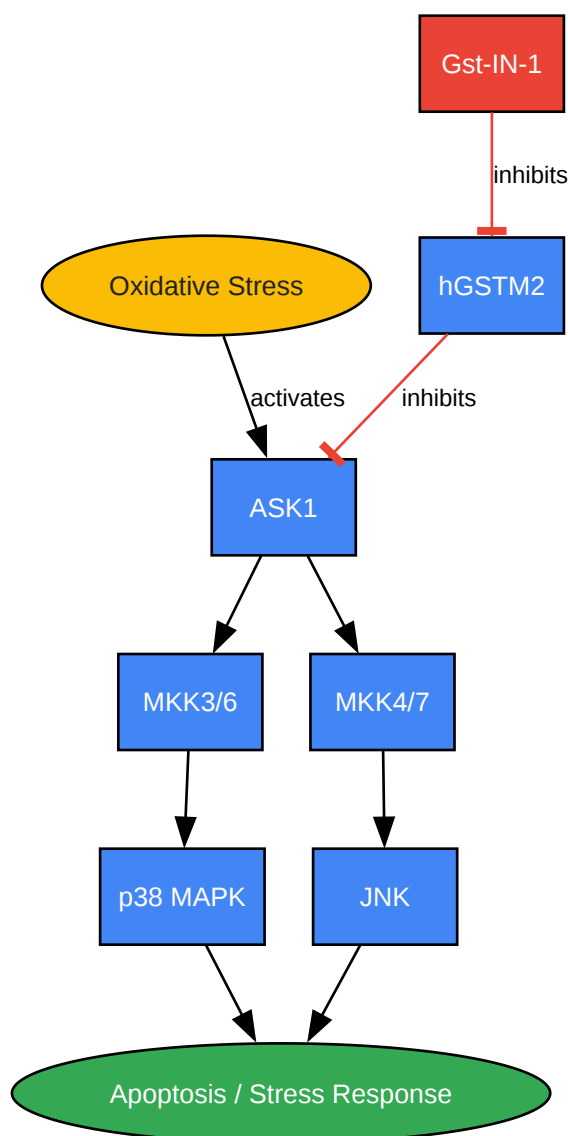 Gst-IN-1
inhibits
Oxidative Stress
hGSTM2
activates
inhibits
ASK1
MKK3/6
MKK4/7
p38 MAPK
JNK
Apoptosis / Stress Response